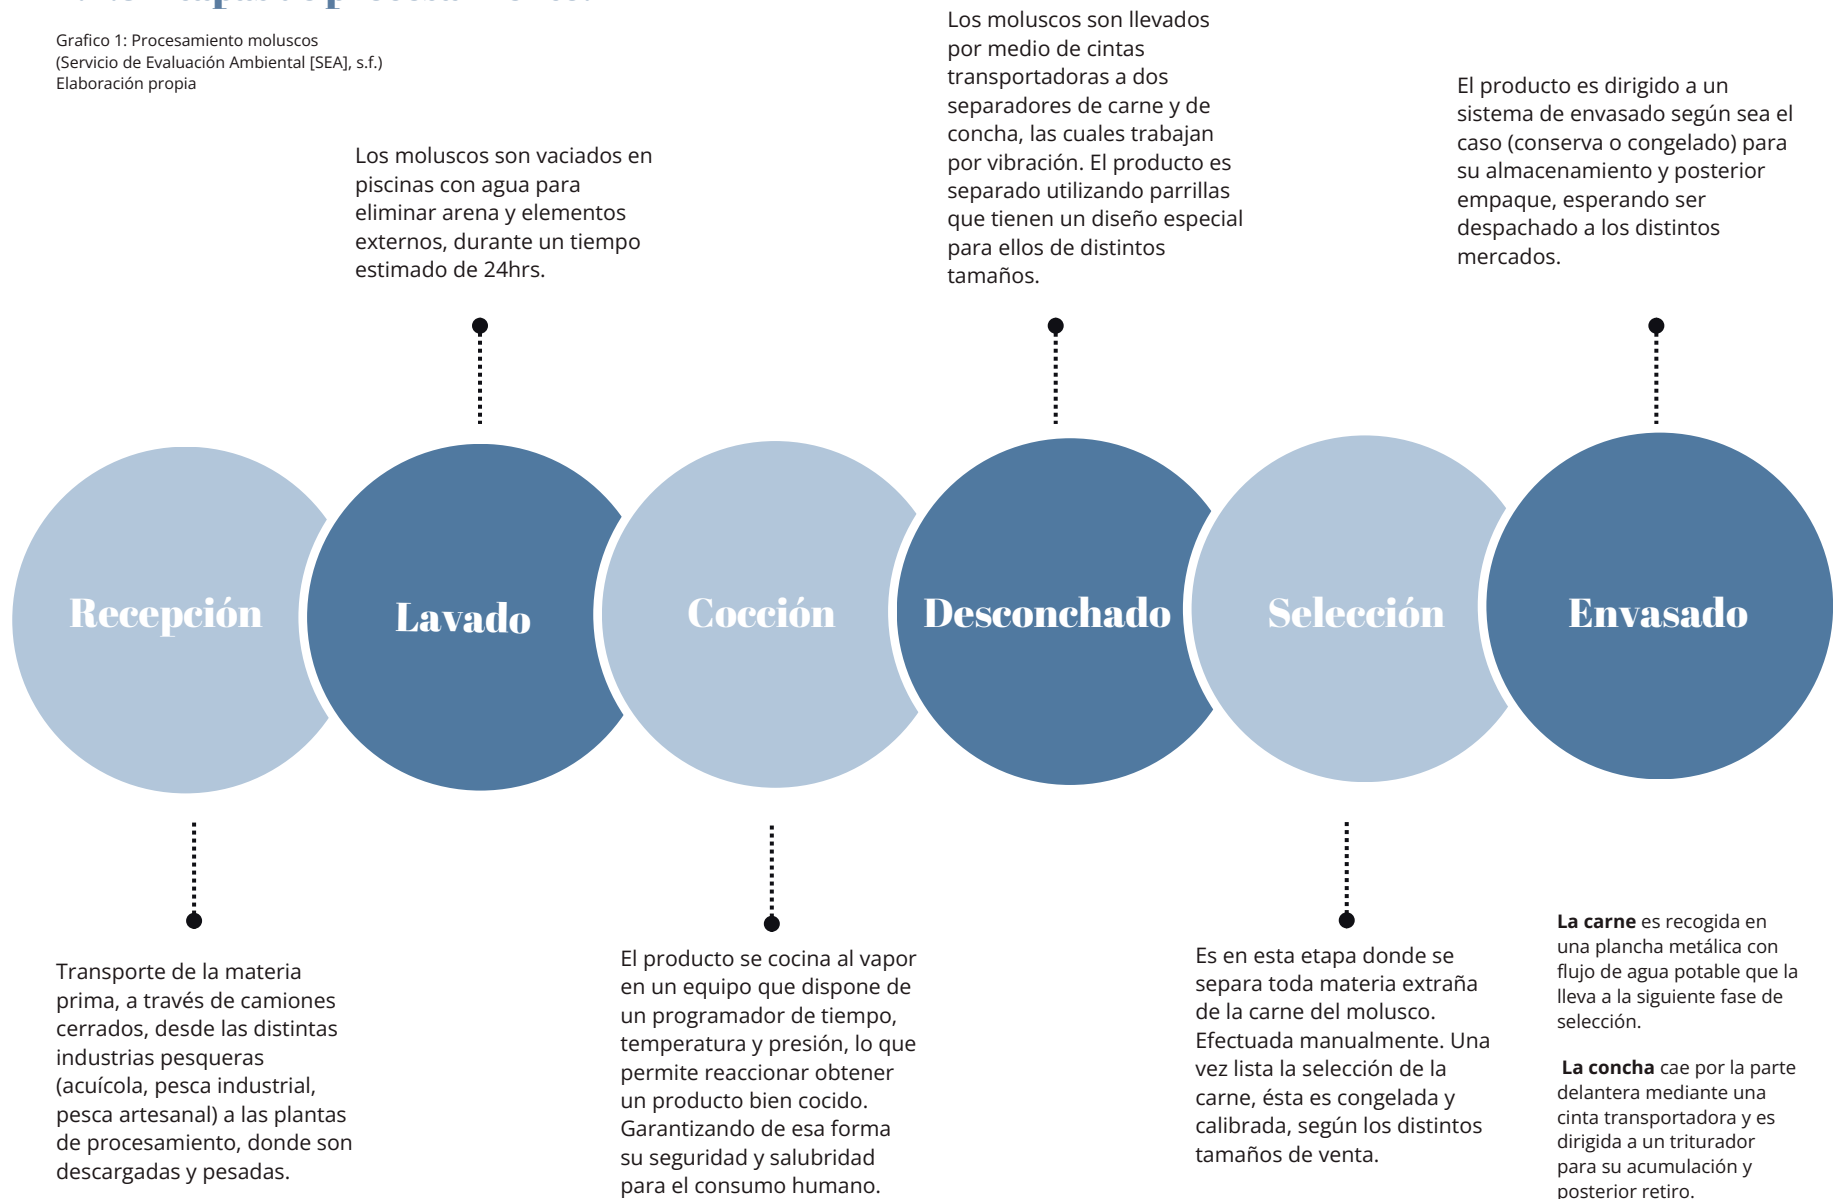 Grafico 1: Procesamiento moluscos
(Servicio de Evaluación Ambiental [SEA], s.f.)
Elaboración propia
Los moluscos son vaciados en
piscinas con agua para
eliminar arena y elementos
externos, durante un tiempo
estimado de 24hrs.
Los moluscos son llevados
por medio de cintas
transportadoras a dos
separadores de carne y de
concha, las cuales trabajan
por vibración. El producto es
separado utilizando parrillas
que tienen un diseño especial
para ellos de distintos
tamaños.
El producto es dirigido a un
sistema de envasado según sea el
caso (conserva o congelado) para
su almacenamiento y posterior
empaque, esperando ser
despachado a los distintos
mercados.
Recepción
Lavado
Cocción
Desconchado
Selección
Envasado
Transporte de la materia
prima, a través de camiones
cerrados, desde las distintas
industrias pesqueras
(acuícola, pesca industrial,
pesca artesanal) a las plantas
de procesamiento, donde son
descargadas y pesadas.
El producto se cocina al vapor
en un equipo que dispone de
un programador de tiempo,
temperatura y presión, lo que
permite reaccionar obtener
un producto bien cocido.
Garantizando de esa forma
su seguridad y salubridad
para el consumo humano.
Es en esta etapa donde se
separa toda materia extraña
de la carne del molusco.
Efectuada manualmente. Una
vez lista la selección de la
carne, ésta es congelada y
calibrada, según los distintos
tamaños de venta.
La carne es recogida en
una plancha metálica con
flujo de agua potable que la
lleva a la siguiente fase de
selección.
La concha cae por la parte
delantera mediante una
cinta transportadora y es
dirigida a un triturador
para su acumulación y
posterior retiro.